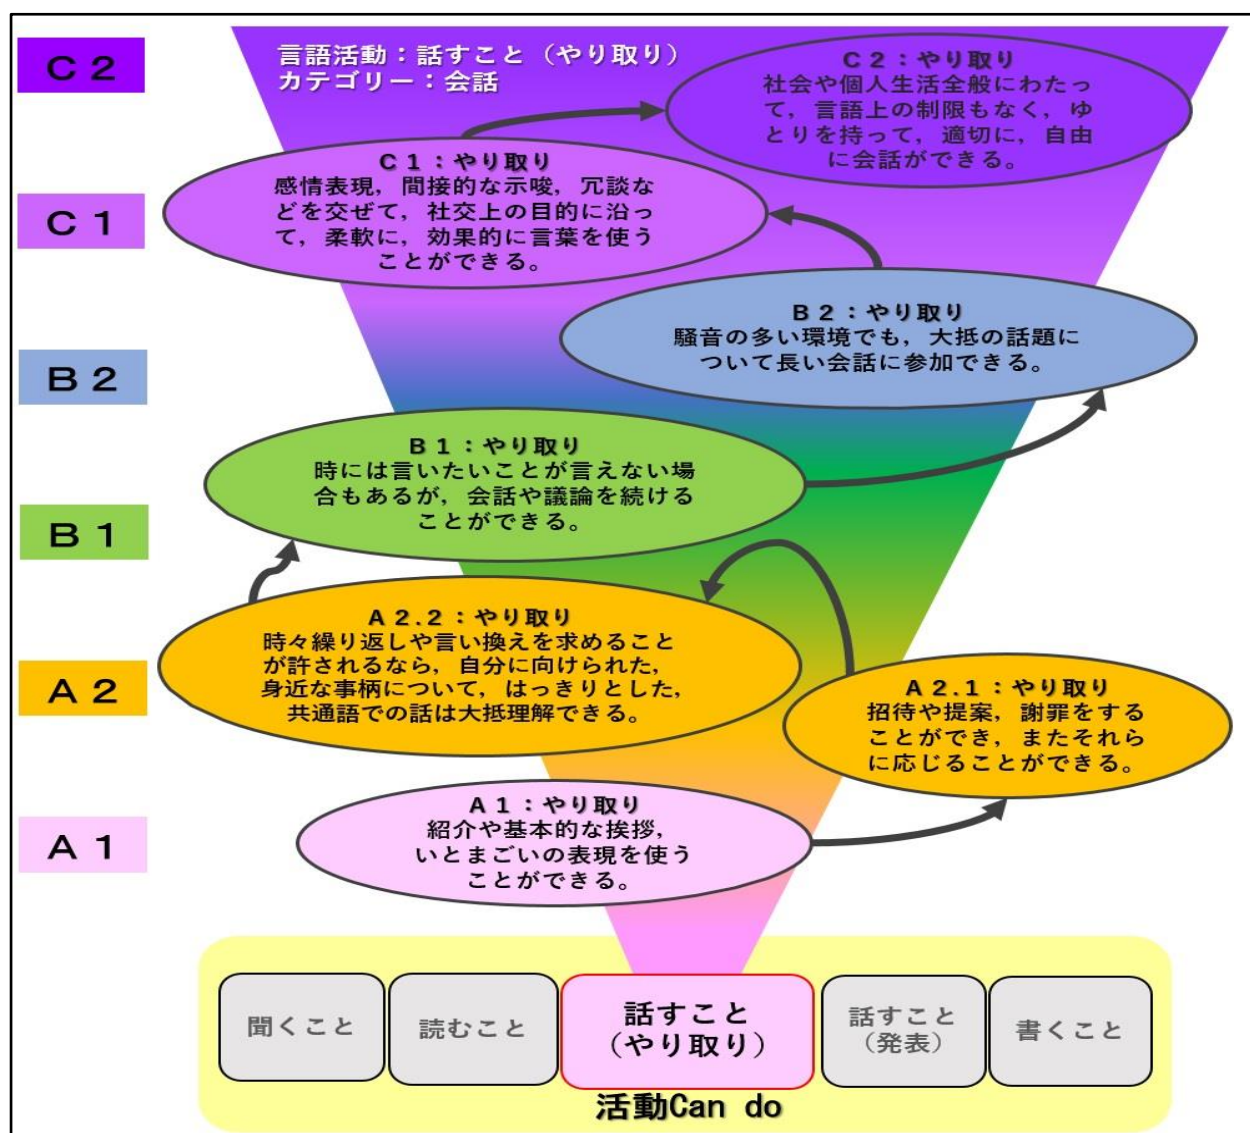 C2
言語活動：話すこと（やり取り）
カテゴリー：会話
C2：やり取り
社会や個人生活全般にわたっ
て，言語上の制限もなく，ゆ
とりを持って，適切に，自由
に会話ができる。
C1
C1：やり取り
感情表現，間接的な示唆，冗談な
どを交ぜて，社交上の目的に沿っ
て，柔軟に，効果的に言葉を使う
ことができる。
B2
B2：やり取り
騒音の多い環境でも，大抵の話題に
ついて長い会話に参加できる。
B1
B1：やり取り
時には言いたいことが言えない場
合もあるが，会話や議論を続ける
ことができる。
A2
A2.2：やり取り
時々繰り返しや言い換えを求めること
が許されるなら，自分に向けられた，
身近な事柄について，はっきりとした，
共通語での話は大抵理解できる。
A2.1：やり取り
招待や提案，謝罪をする
ことができ，またそれら
に応じることができる。
A1
A1：やり取り
紹介や基本的な挨拶，
いとまごいの表現を使う
ことができる。
聞くこと
読むこと
話すこと
（やり取り）
話すこと
（発表）
書くこと
活動Can do